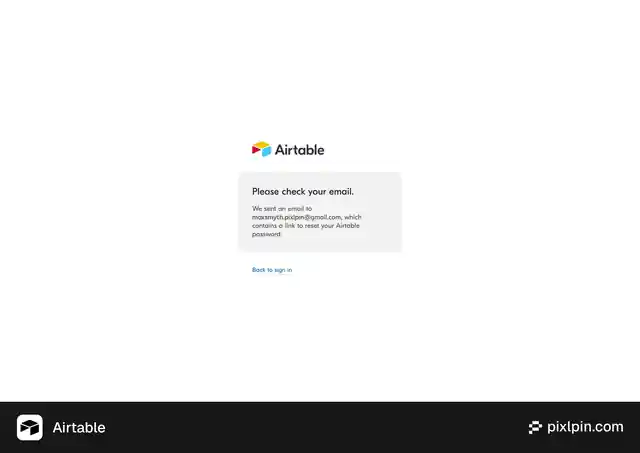 Airtable
Please check your email.
We sent an email to
maxsmyth.pixlpin@gmail.com, which
contains a link to reset your Airtable
password
Back to sign in
Airtable
pixlpin.com